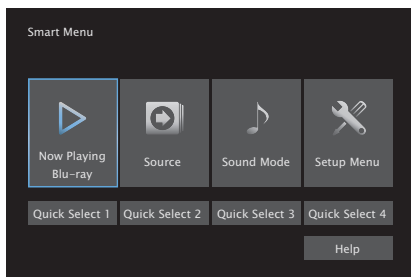 Smart Menu
Now Playing
Blu-ray
Source
Sound Mode
Setup Menu
Quick Select 1
Quick Select 2
Quick Select 3
Quick Select 4
Help